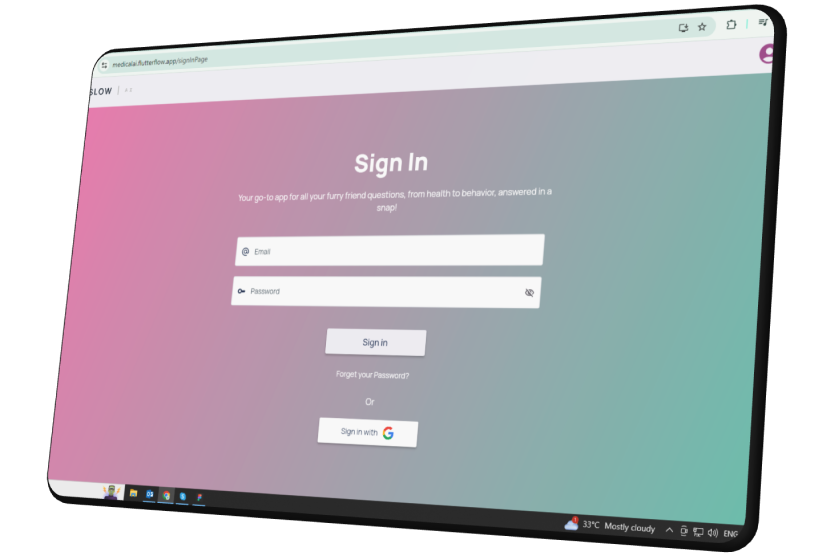 medicalai.flutterflow.app/signInPage
SLOW
Sign In
Your go-to app for all your furry friend questions, from health to behavior, answered in a
snap!
@ Email
Password
Sign in
Forget your Password?
Or
Sign in with G
33°C Mostly cloudy
ENG